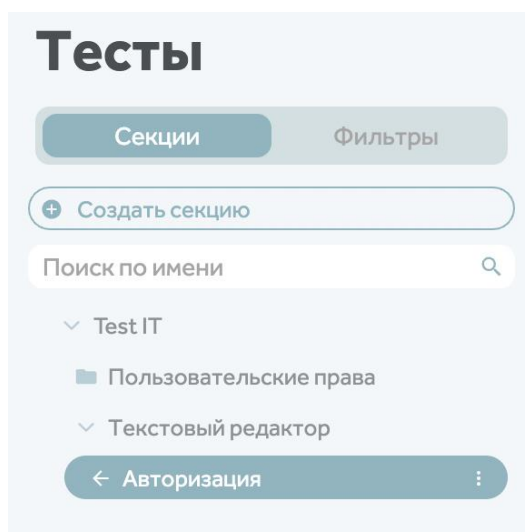 Тесты
Секции Фильтры
Создать секцию
Поиск по имени
Test IT
Пользовательские права
Текстовый редактор
Авторизация